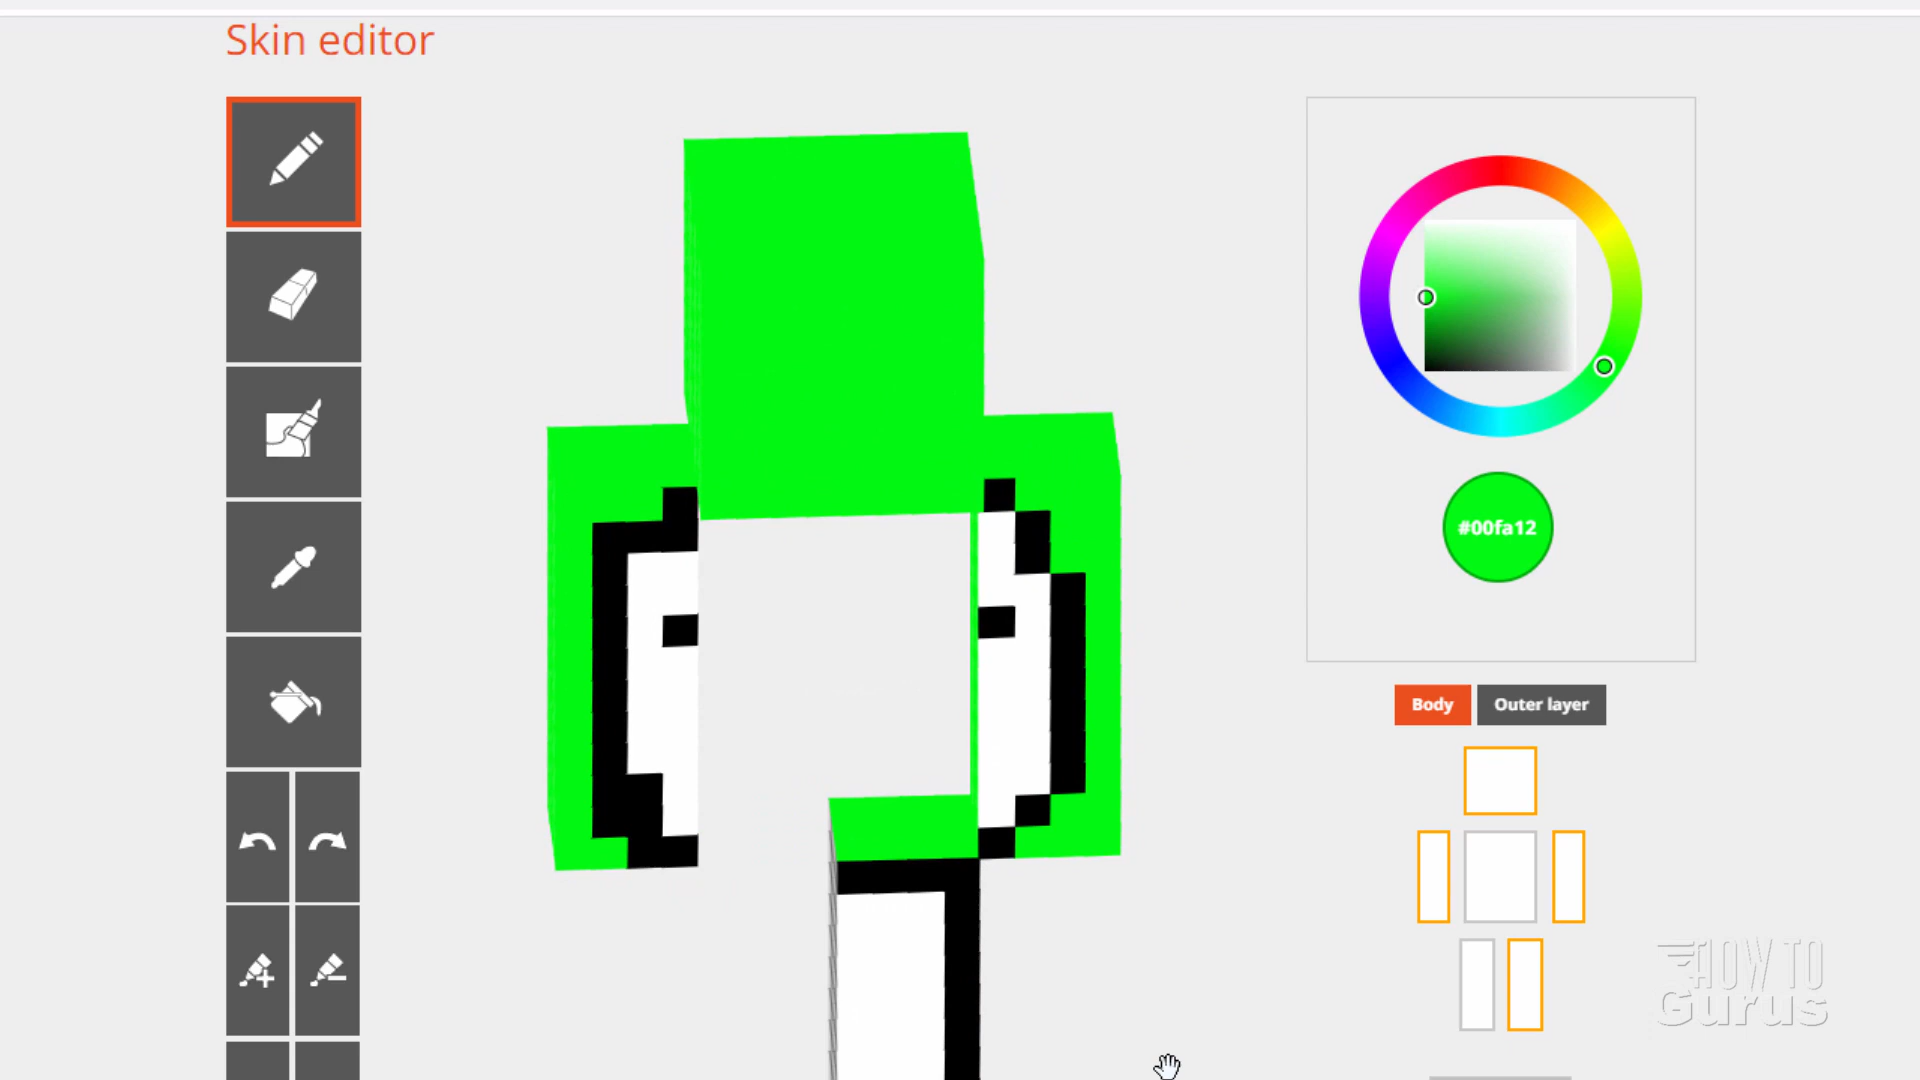 Skin editor
#00fa12
Body
Outer layer
HOW TO
Gurus